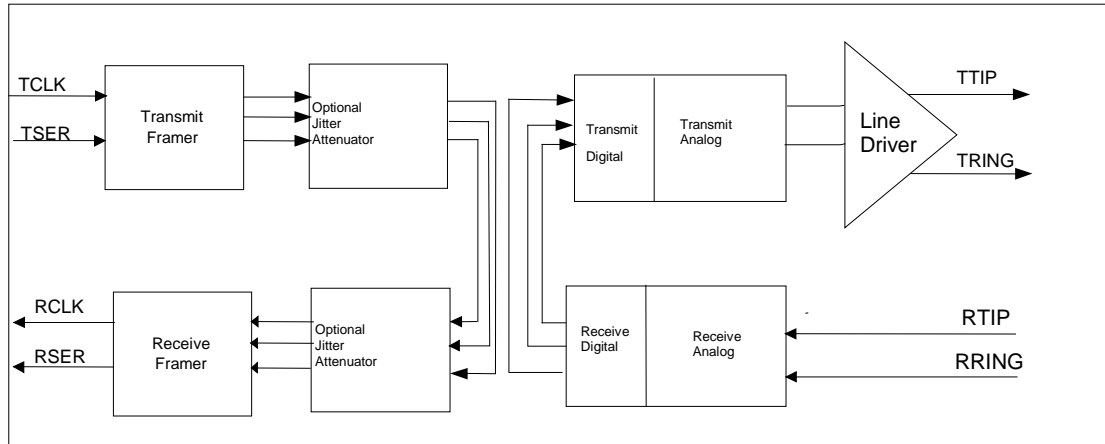 TCLK
TSER
Transmit
Framer
Optional
Jitter
Attenuator
Transmit
Digital
Transmit
Analog
Line
Driver
TTIP
TRING
RCLK
RSER
Receive
Framer
Optional
Jitter
Attenuator
Receive
Digital
Receive
Analog
RTIP
RRING